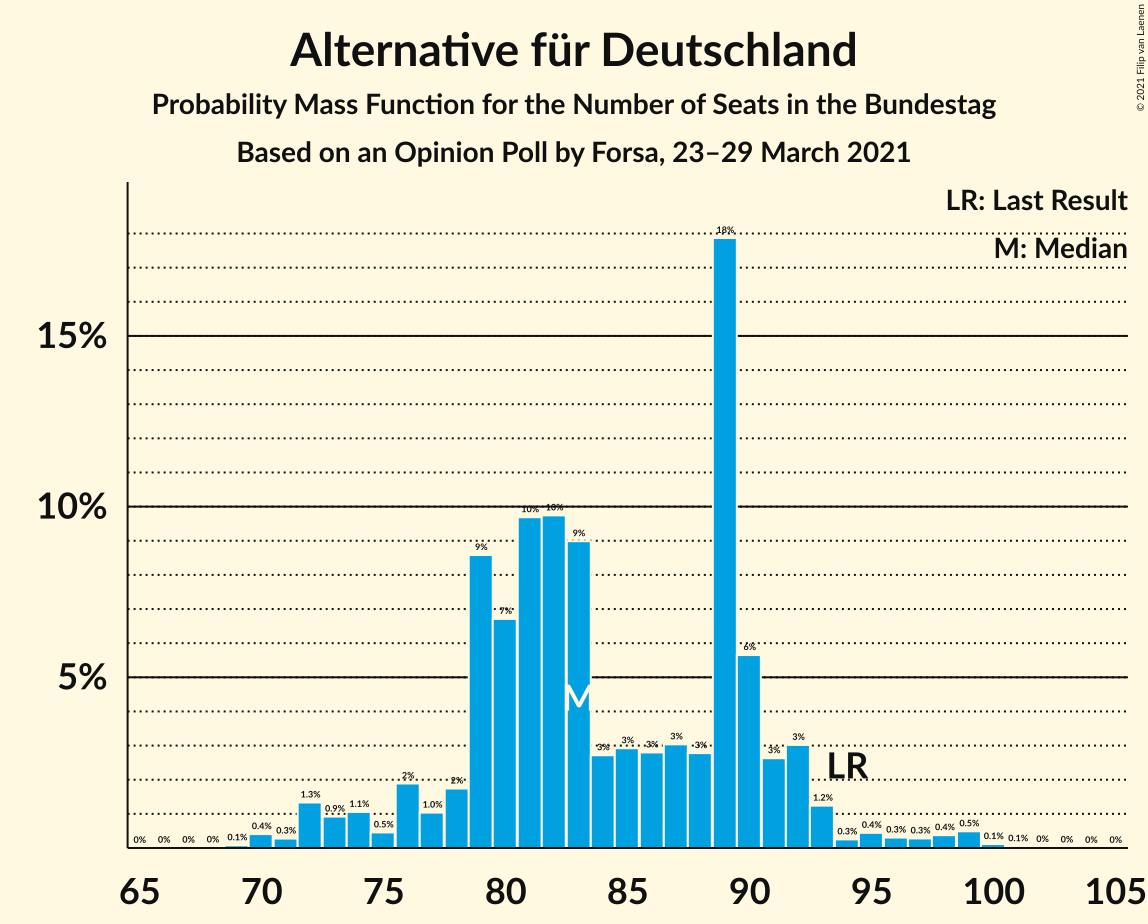 © 2021 Filip van Laenen
Alternative für Deutschland
Probability Mass Function for the Number of Seats in the Bundestag
Based on an Opinion Poll by Forsa, 23–29 March 2021
LR: Last Result
M: Median
15%
10%
5%
0% 0% 0% 0% 0.1% 0.4% 0.3% 1.3% 0.9% 1.1% 0.5% 2% 1.0% 2% 9% 7% 10% 10% 9% 3% 3% 3% 3% 3% 18% 6% 3% 3% 1.2% 0.3% 0.4% 0.3% 0.3% 0.4% 0.5% 0.1% 0.1% 0% 0% 0% 0%
M
LR
65 70 75 80 85 90 95 100 105